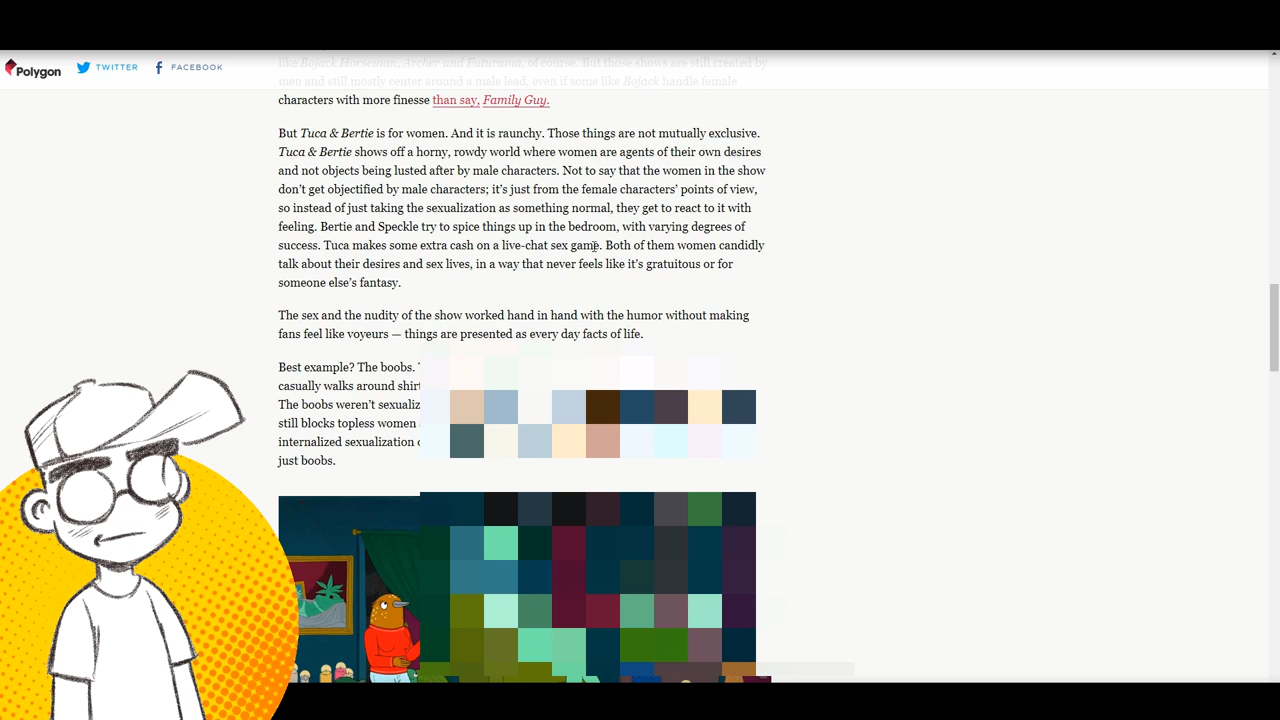 Polygon TWITTER FACEBOOK
like Bojack Horseman, Archer and Futurama, of course. But those shows are still created by
men and still mostly center around a male lead, even if some like Bojack handle female
characters with more finesse than say, Family Guy.
But Tuca & Bertie is for women. And it is raunchy. Those things are not mutually exclusive.
Tuca & Bertie shows off a horny, rowdy world where women are agents of their own desires
and not objects being lusted after by male characters. Not to say that the women in the show
don't get objectified by male characters; it's just from the female characters' points of view,
so instead of just taking the sexualization as something normal, they get to react to it with
feeling. Bertie and Speckle try to spice things up in the bedroom, with varying degrees of
success. Tuca makes some extra cash on a live-chat sex game. Both of them women candidly
talk about their desires and sex lives, in a way that never feels like it's gratuitous or for
someone else's fantasy.
The sex and the nudity of the show worked hand in hand with the humor without making
fans feel like voyeurs — things are presented as every day facts of life.
Best example? The boobs.
casually walks around
The boobs weren't
still blocks topless women
internalized sexualization
just boobs.